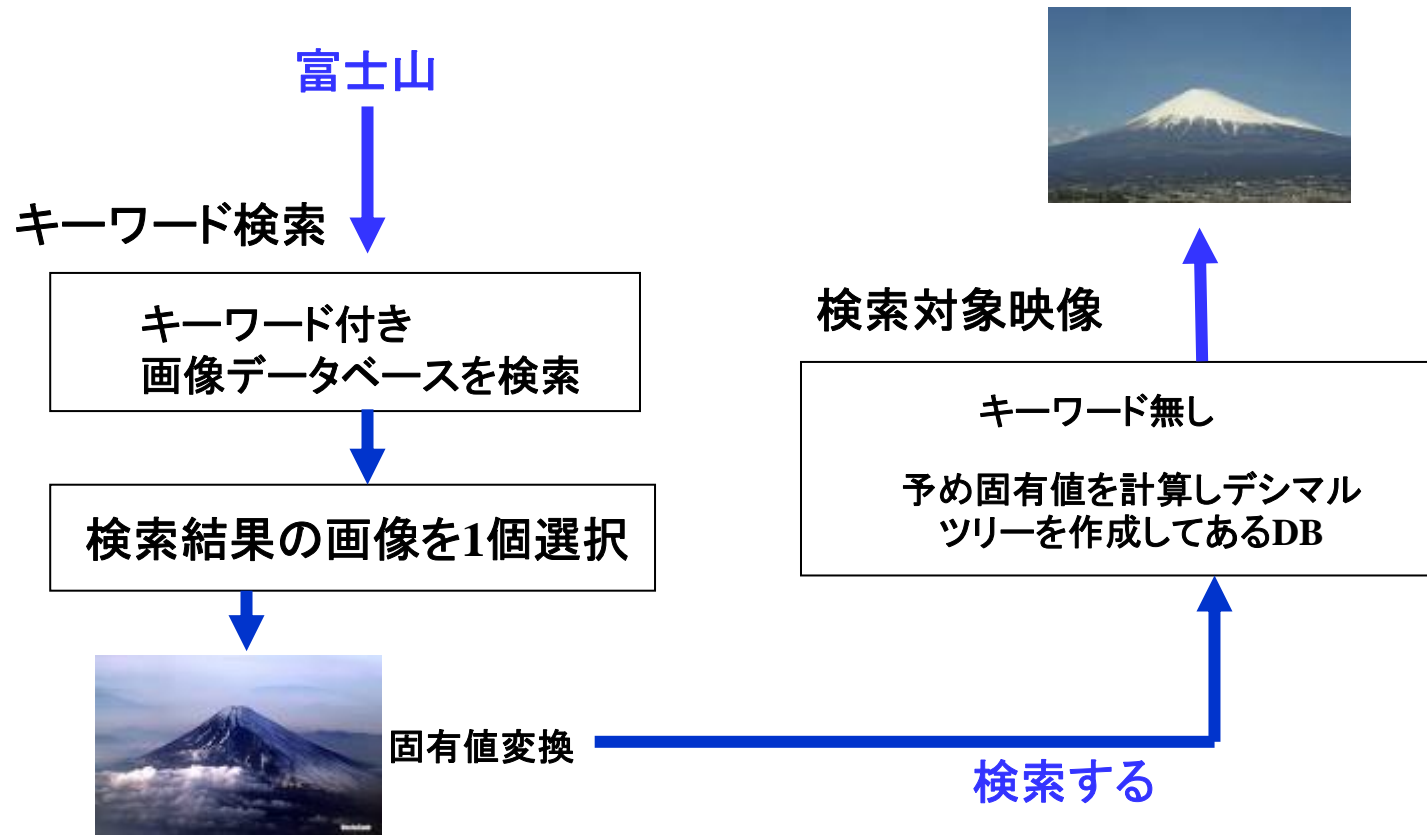 富士山
キーワード検索
キーワード付き
画像データベースを検索
検索結果の画像を1個選択
固有値変換
検索する
検索対象映像
キーワード無し
予め固有値を計算しデシマル
ツリーを作成してあるDB